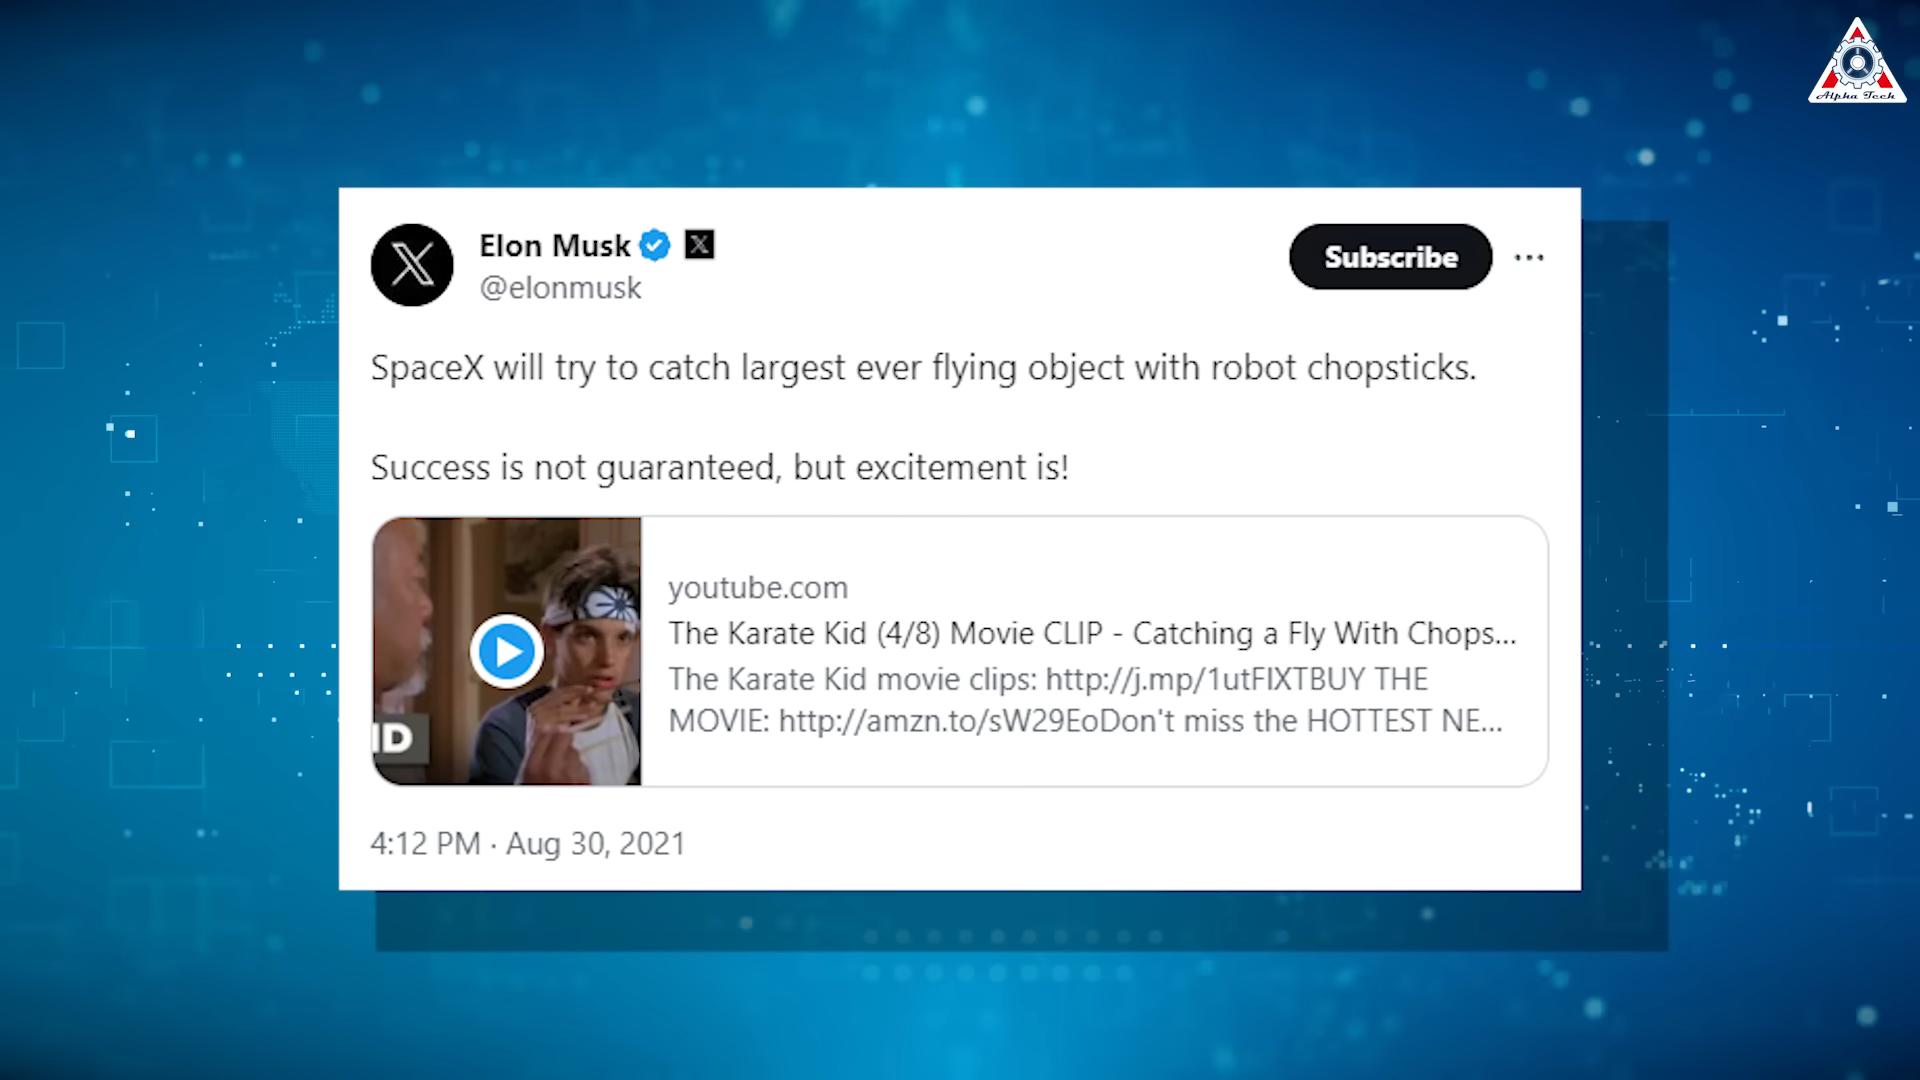 Alpha Tech
Elon Musk
@elonmusk
Subscribe
SpaceX will try to catch largest ever flying object with robot chopsticks.
Success is not guaranteed, but excitement is!
youtube.com
The Karate Kid (4/8) Movie CLIP - Catching a Fly With Chops...
The Karate Kid movie clips: http://j.mp/1utFIXTBUY THE
MOVIE: http://amzn.to/sW29EoDon't miss the HOTTEST NE...
ID
4:12 PM · Aug 30, 2021